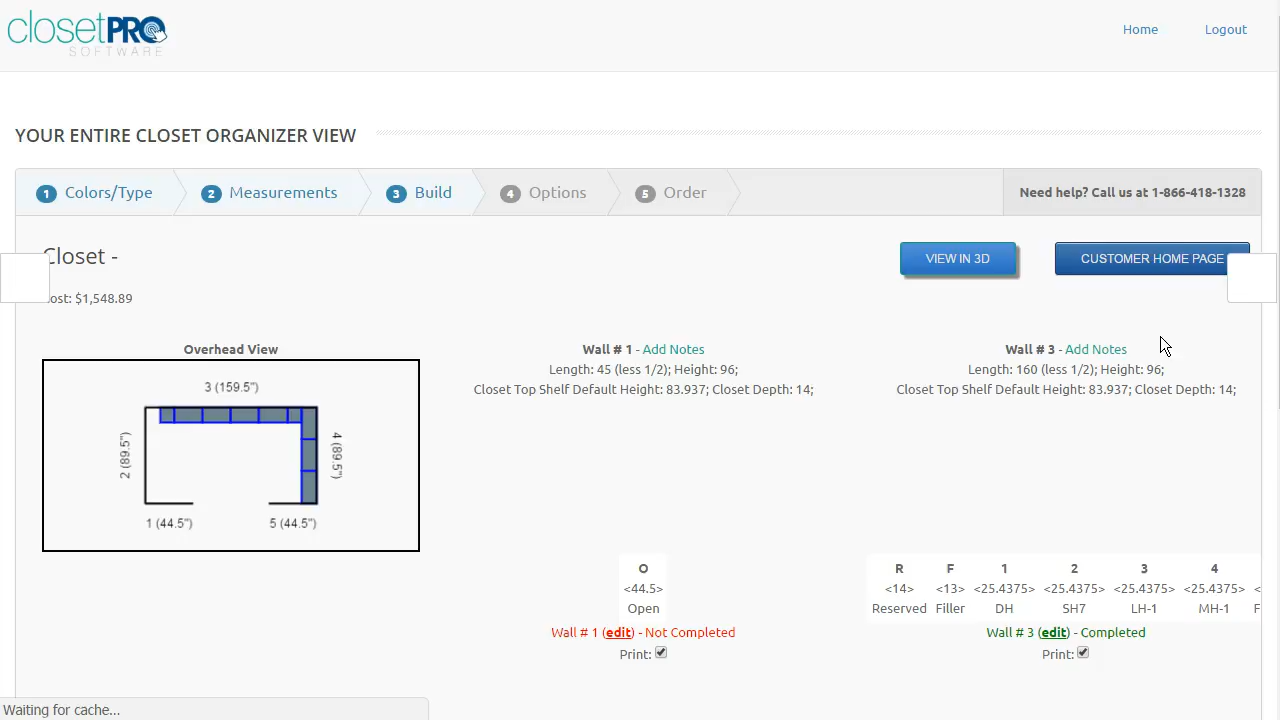 closetPRO
SOFTWARE
Home
Logout
YOUR ENTIRE CLOSET ORGANIZER VIEW
1 Colors/Type
2 Measurements
3 Build
4 Options
5 Order
Need help? Call us at 1-866-418-1328
Closet -
VIEW IN 3D
CUSTOMER HOME PAGE
ost: $1,548.89
Overhead View
3 (159.5")
2 (89.5")
4 (89.5")
1 (44.5")
5 (44.5")
Wall # 1 - Add Notes
Length: 45 (less 1/2); Height: 96;
Closet Top Shelf Default Height: 83.937; Closet Depth: 14;
O
<44.5>
Open
Wall # 1 (edit) - Not Completed
Print:
Wall # 3 - Add Notes
Length: 160 (less 1/2); Height: 96;
Closet Top Shelf Default Height: 83.937; Closet Depth: 14;
R F 1 2 3 4
<14> <13> <25.4375> <25.4375> <25.4375> <25.4375> <
Reserved Filler DH SH7 LH-1 MH-1 F
Wall # 3 (edit) - Completed
Print:
Waiting for cache...